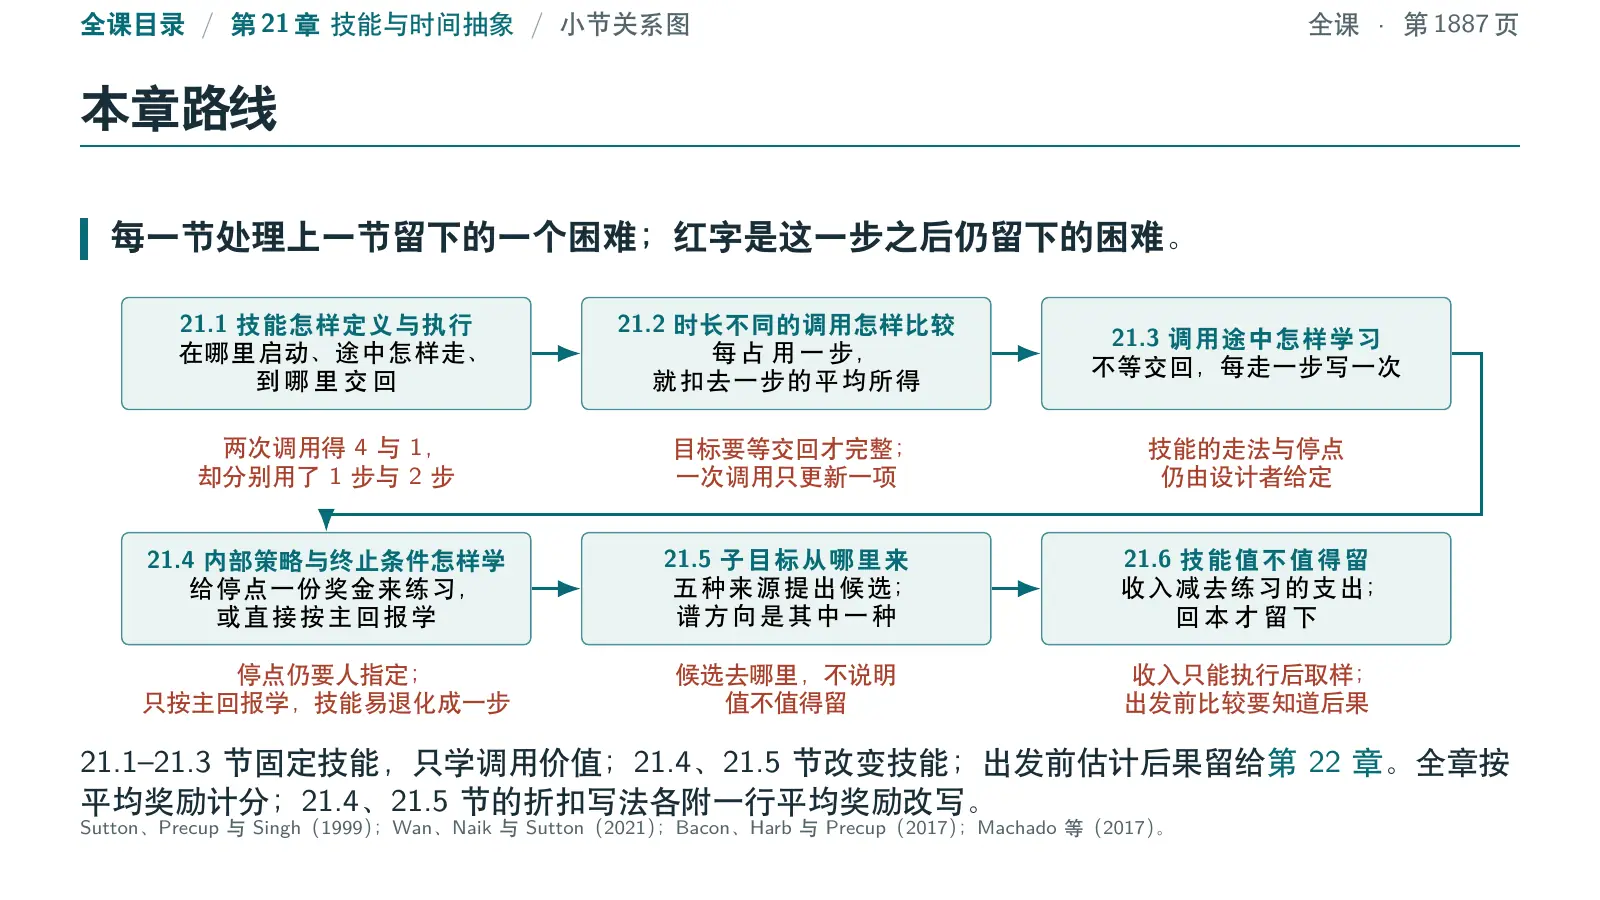 全课目录 / 第 21 章 技能与时间抽象 / 小节关系图
全课 · 第 1887 页
本章路线
每一节处理上一节留下的一个困难；红字是这一步之后仍留下的困难。
21.1 技能怎样定义与执行
在哪里启动、途中怎样走、
到哪里交回
21.2 时长不同的调用怎样比较
每占用一步，
就扣去一步的平均所得
21.3 调用途中怎样学习
不等交回，每走一步写一次
两次调用得 4 与 1，
却分别用了 1 步与 2 步
目标要等交回才完整；
一次调用只更新一项
技能的走法与停点
仍由设计者给定
21.4 内部策略与终止条件怎样学
给停点一份奖金来练习，
或直接按主回报学
21.5 子目标从哪里来
五种来源提出候选；
谱方向是其中一种
21.6 技能值不值得留
收入减去练习的支出；
回本才留下
停点仍要人指定；
只按主回报学，技能易退化成一步
候选去哪里，不说明
值不值得留
收入只能执行后取样；
出发前比较要知道后果
21.1–21.3 节固定技能，只学调用价值；21.4、21.5 节改变技能；出发前估计后果留给第 22 章。全章按
平均奖励计分；21.4、21.5 节的折扣写法各附一行平均奖励改写。
Sutton、Precup 与 Singh（1999）；Wan、Naik 与 Sutton（2021）；Bacon、Harb 与 Precup（2017）；Machado 等（2017）。